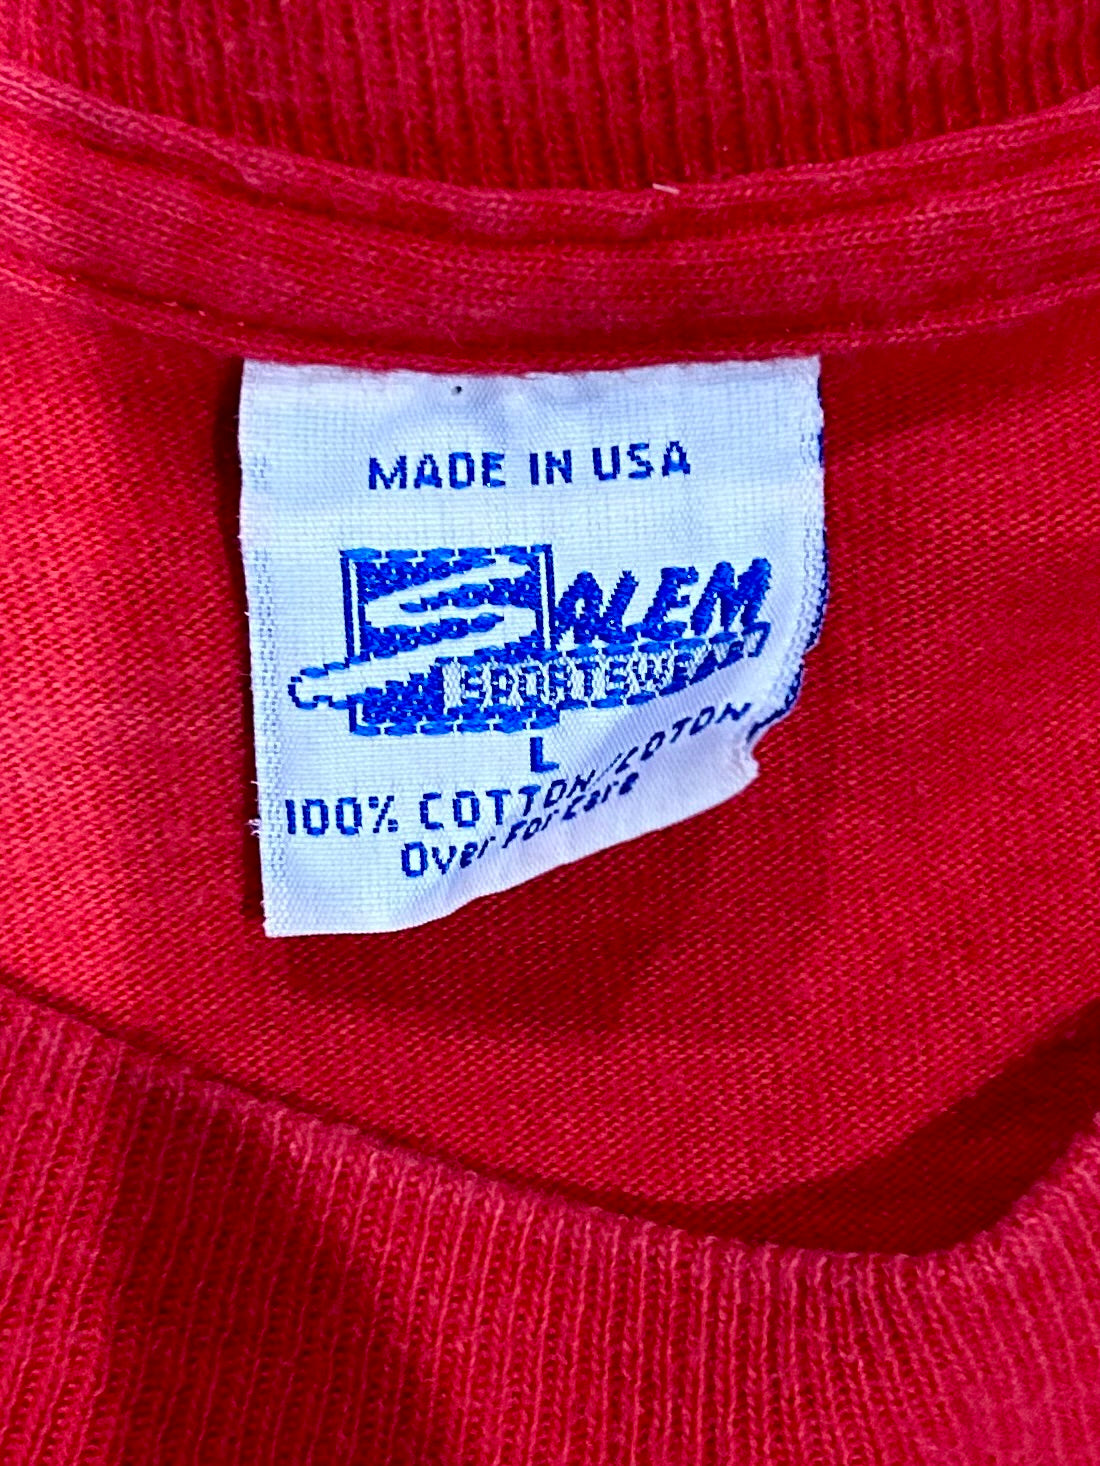 MADE IN USA
SALEM
SPORTSWEAR
L
100% COTTON/COTON
Over For Care